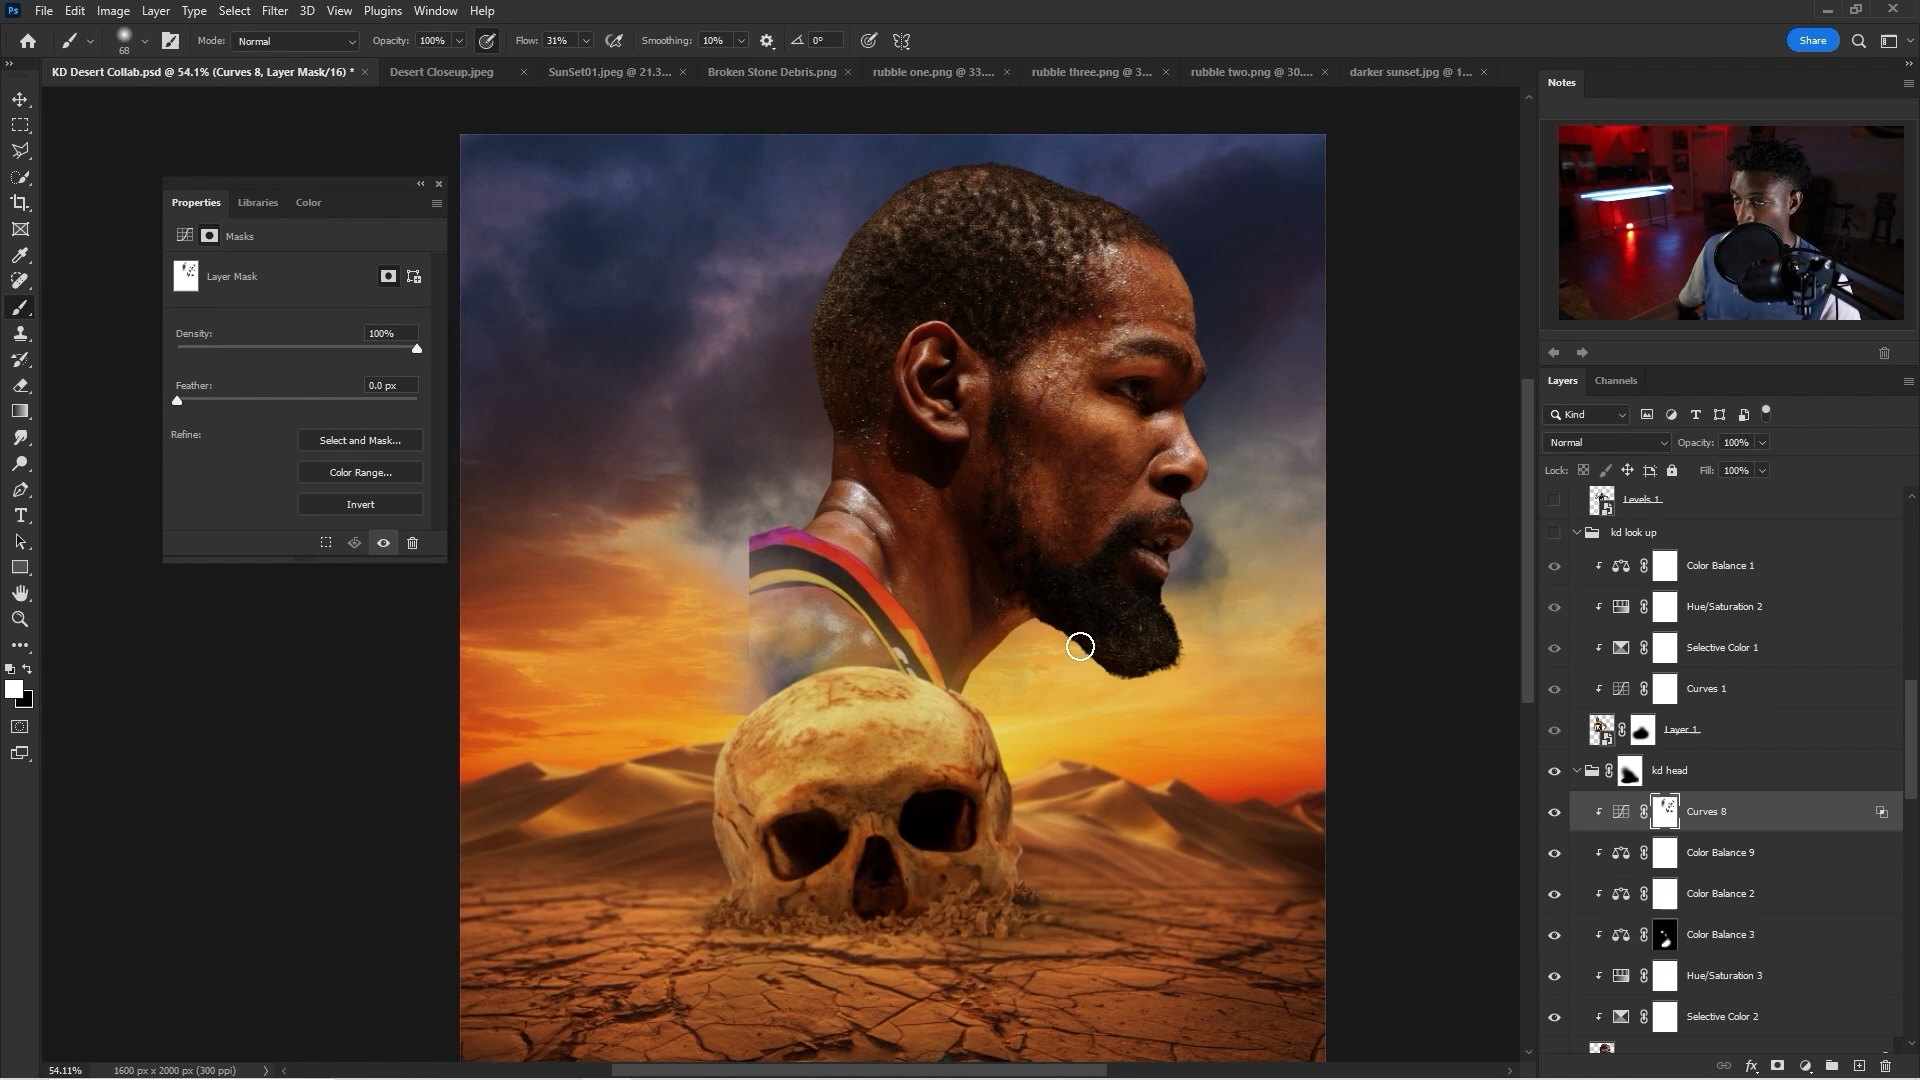 Ps File Edit Image Layer Type Select Filter 3D View Plugins Window Help
68 Mode: Normal Opacity: 100% Flow: 31% Smoothing: 10% 0° Share
KD Desert Collab.psd @ 54.1% (Curves 8, Layer Mask/16) * × Desert Closeup.jpeg × SunSet01.jpeg @ 21.3... × Broken Stone Debris.png × rubble one.png @ 33.... × rubble three.png @ 3... × rubble two.png @ 30.... × darker sunset.jpg @ 1... ×
Notes
Properties Libraries Color
Masks
Layer Mask
Density: 100%
Feather: 0.0 px
Refine: Select and Mask...
Color Range...
Invert
Layers Channels
Kind
Normal Opacity: 100%
Lock: Fill: 100%
Levels 1
kd look up
Color Balance 1
Hue/Saturation 2
Selective Color 1
Curves 1
Layer 1
kd head
Curves 8
Color Balance 9
Color Balance 2
Color Balance 3
Hue/Saturation 3
Selective Color 2
fx
54.11% 1600 px x 2000 px (300 ppi)